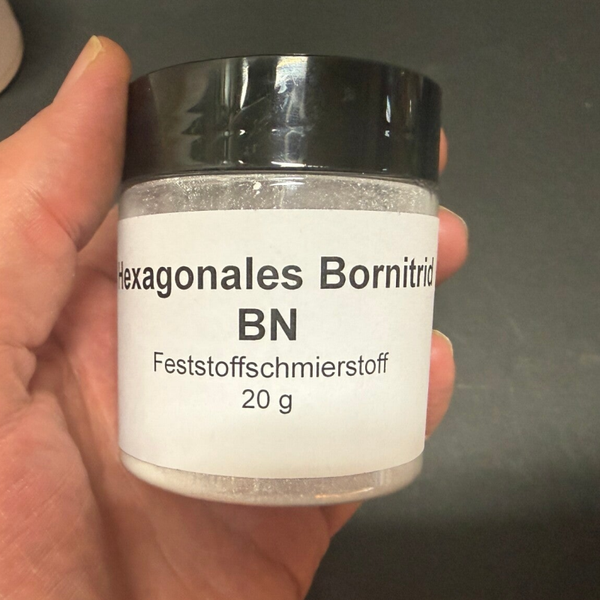 Hexagonales Bornitrid
BN
Feststoffschmierstoff
20 g